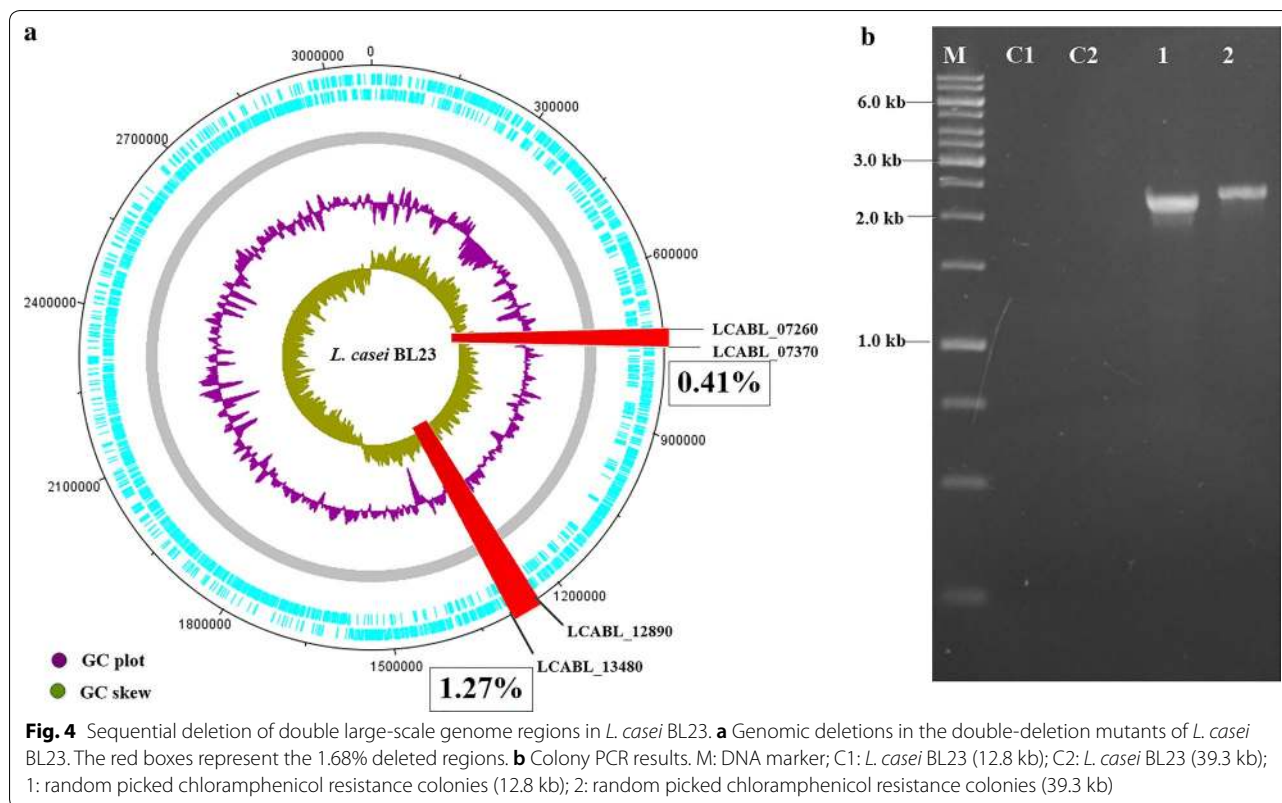 a
0
3000000
300000
2700000
600000
2400000
LCABL_07260
LCABL_07370
L. casei BL23
0.41%
900000
2100000
1200000
1800000
LCABL_12890
LCABL_13480
1500000
1.27%
GC plot
GC skew
b
M C1 C2 1 2
6.0 kb
3.0 kb
2.0 kb
1.0 kb
Fig. 4 Sequential deletion of double large-scale genome regions in L. casei BL23. a Genomic deletions in the double-deletion mutants of L. casei
BL23. The red boxes represent the 1.68% deleted regions. b Colony PCR results. M: DNA marker; C1: L. casei BL23 (12.8 kb); C2: L. casei BL23 (39.3 kb);
1: random picked chloramphenicol resistance colonies (12.8 kb); 2: random picked chloramphenicol resistance colonies (39.3 kb)